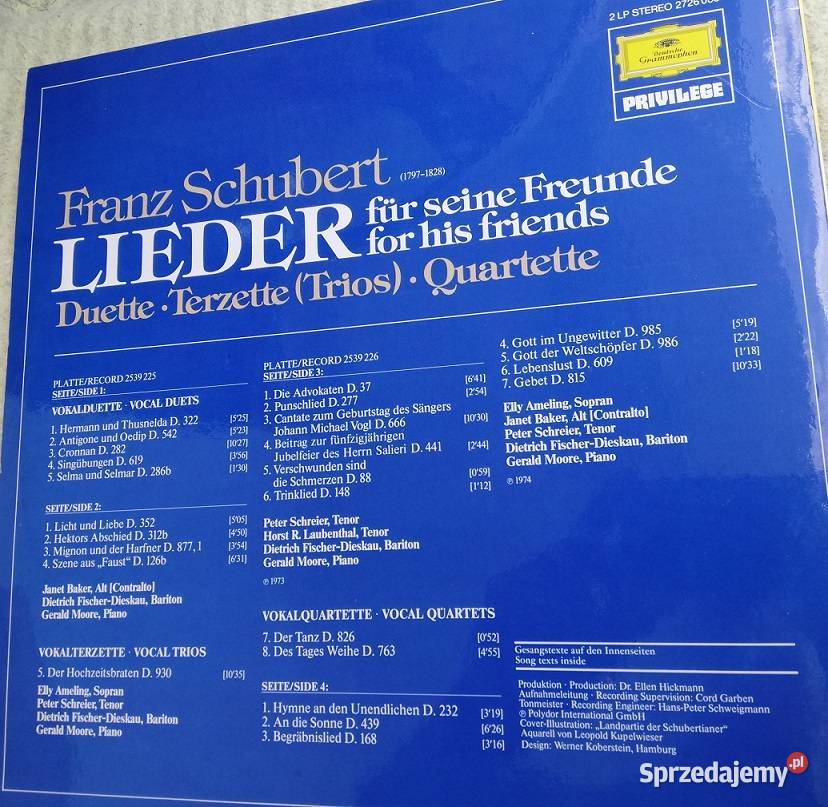 2 LP STEREO 2726
Deutsche
Grammophon
PRIVILEGE
Franz Schubert (1797-1828)
LIEDER für seine Freunde
for his friends
Duette · Terzette (Trios) · Quartette
PLATTE/RECORD 2539 225
SEITE/SIDE 1:
VOKALDUETTE · VOCAL DUETS
1. Hermann und Thusnelda D. 322 [5'25]
2. Antigone und Oedip D. 542 [5'23]
3. Cronnan D. 282 [10'27]
4. Singübungen D. 619 [3'56]
5. Selma und Selmar D. 286b [1'30]
SEITE/SIDE 2:
1. Licht und Liebe D. 352 [5'05]
2. Hektors Abschied D. 312b [4'50]
3. Mignon und der Harfner D. 877,1 [3'54]
4. Szene aus „Faust“ D. 126b [6'31]
Janet Baker, Alt [Contralto]
Dietrich Fischer-Dieskau, Bariton
Gerald Moore, Piano
VOKALTERZETTE · VOCAL TRIOS
5. Der Hochzeitsbraten D. 930 [10'35]
Elly Ameling, Sopran
Peter Schreier, Tenor
Dietrich Fischer-Dieskau, Bariton
Gerald Moore, Piano
PLATTE/RECORD 2539 226
SEITE/SIDE 3:
1. Die Advokaten D. 37 [6'41]
2. Punschlied D. 277 [2'54]
3. Cantate zum Geburtstag des Sängers
Johann Michael Vogl D. 666 [10'30]
4. Beitrag zur fünfzigjährigen
Jubelfeier des Herrn Salieri D. 441 [2'44]
5. Verschwunden sind
die Schmerzen D. 88 [0'59]
6. Trinklied D. 148 [1'12]
Peter Schreier, Tenor
Horst R. Laubenthal, Tenor
Dietrich Fischer-Dieskau, Bariton
Gerald Moore, Piano
℗ 1973
VOKALQUARTETTE · VOCAL QUARTETS
7. Der Tanz D. 826 [0'52]
8. Des Tages Weihe D. 763 [4'55]
SEITE/SIDE 4:
1. Hymne an den Unendlichen D. 232 [3'19]
2. An die Sonne D. 439 [6'26]
3. Begräbnislied D. 168 [3'16]
4. Gott im Ungewitter D. 985 [5'19]
5. Gott der Weltschöpfer D. 986 [2'22]
6. Lebenslust D. 609 [1'18]
7. Gebet D. 815 [10'33]
Elly Ameling, Sopran
Janet Baker, Alt [Contralto]
Peter Schreier, Tenor
Dietrich Fischer-Dieskau, Bariton
Gerald Moore, Piano
℗ 1974
Gesangstexte auf den Innenseiten
Song texts inside
Produktion · Production: Dr. Ellen Hickmann
Aufnahmeleitung · Recording Supervision: Cord Garben
Tonmeister · Recording Engineer: Hans-Peter Schweigmann
℗ Polydor International GmbH
Cover-Illustration: „Landpartie der Schubertianer“
Aquarell von Leopold Kupelwieser
Design: Werner Koberstein, Hamburg
Sprzedajemy.pl